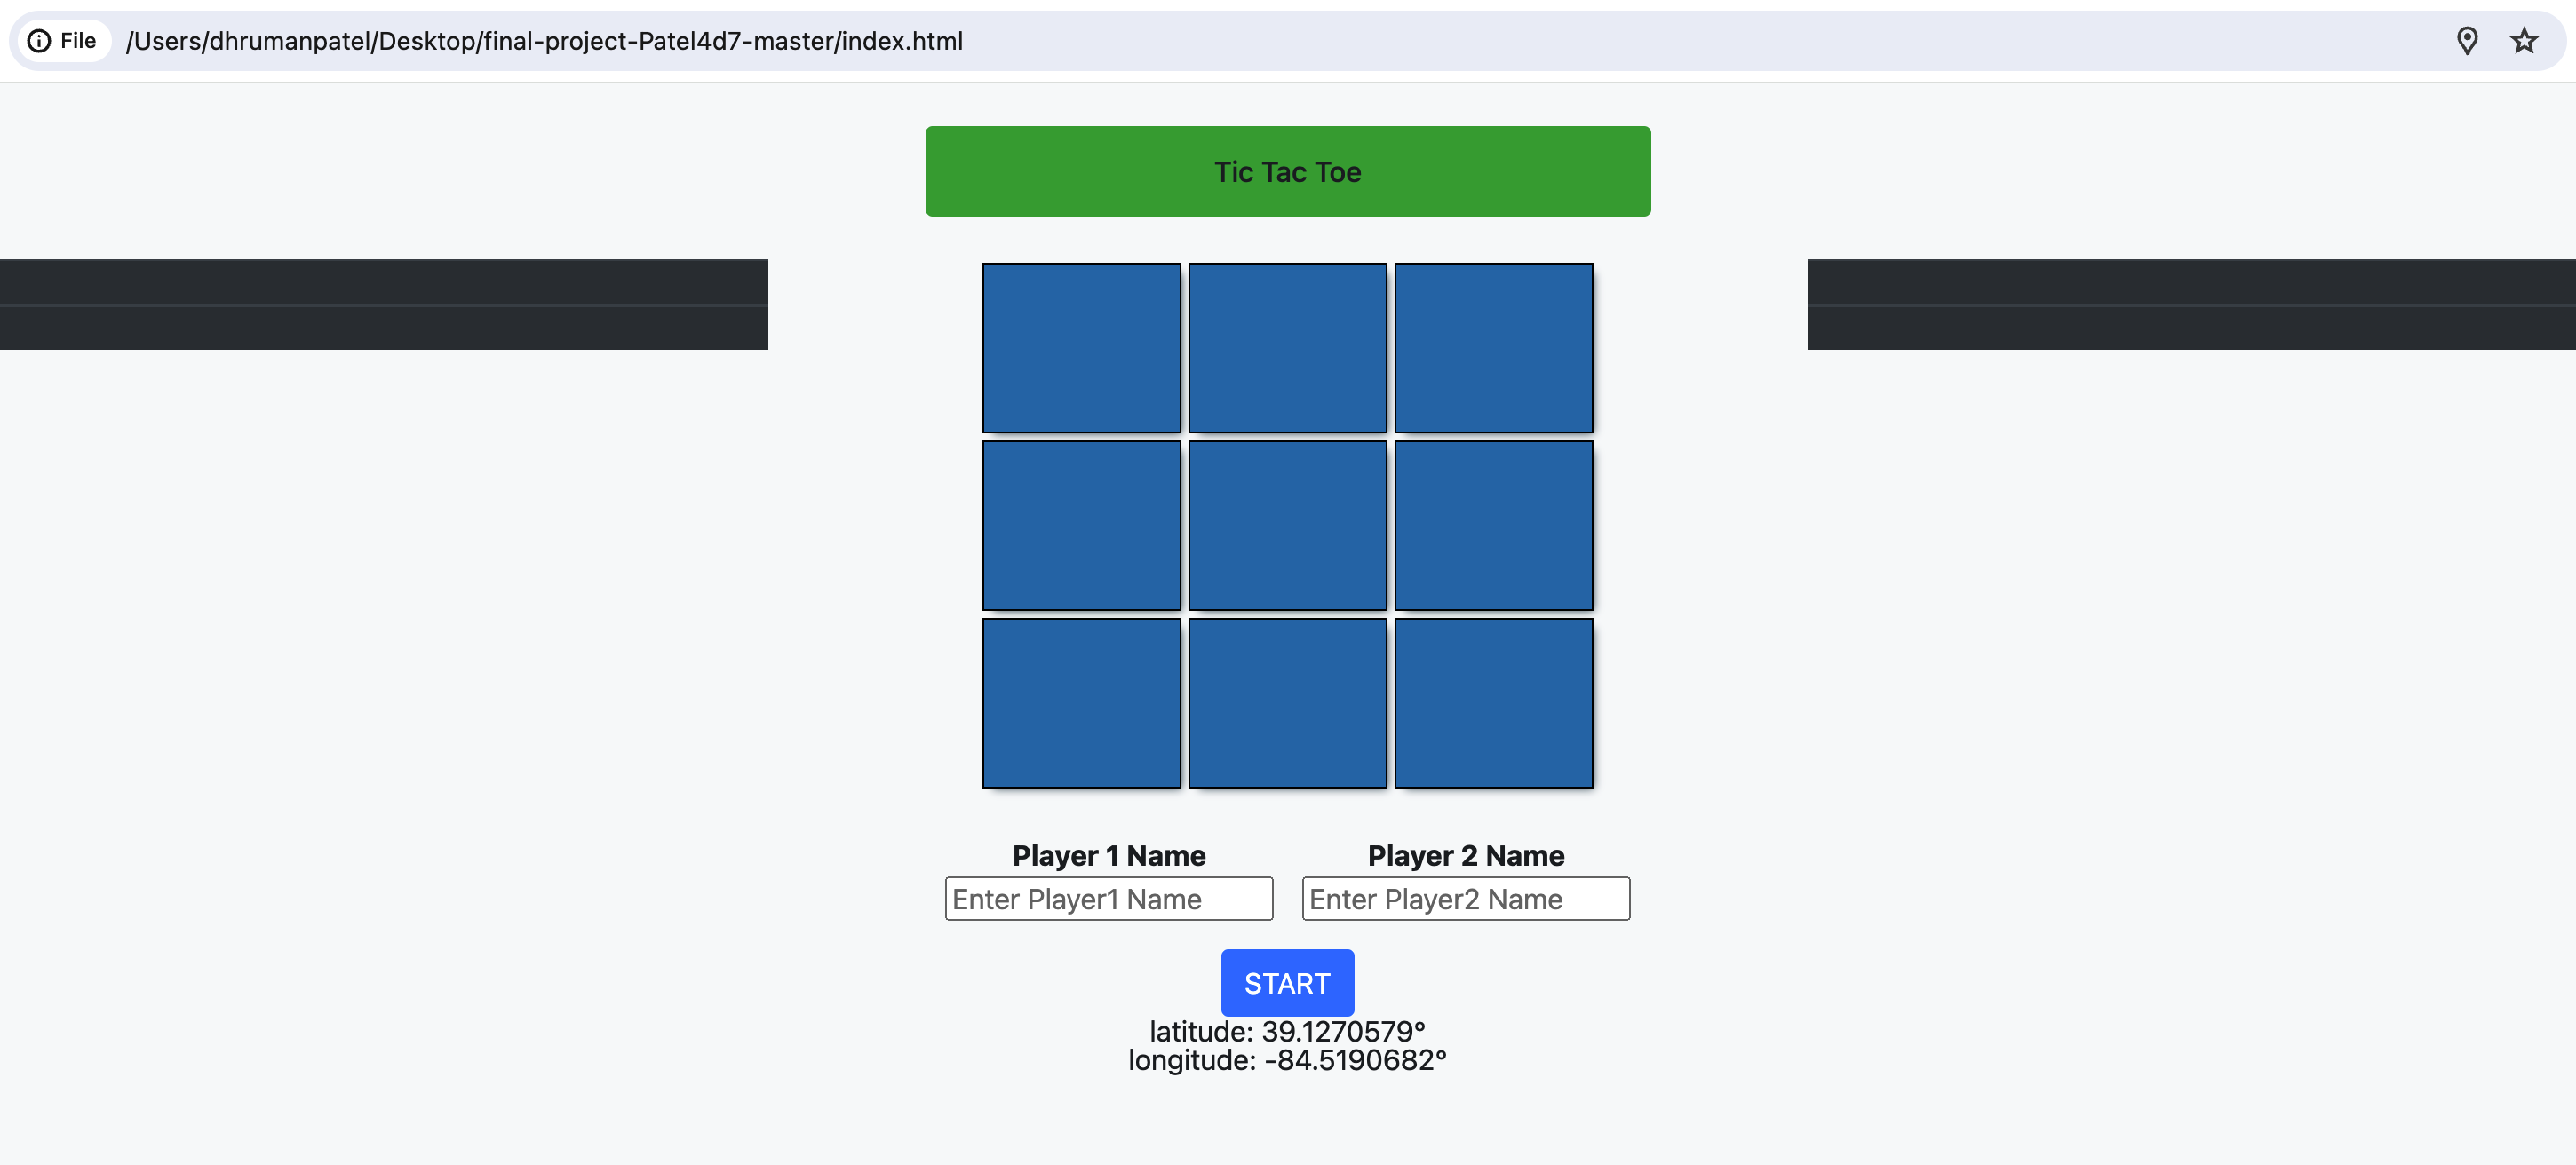 File /Users/dhrumanpatel/Desktop/final-project-Patel4d7-master/index.html
Tic Tac Toe
Player 1 Name Player 2 Name
Enter Player1 Name Enter Player2 Name
START
latitude: 39.1270579°
longitude: -84.5190682°